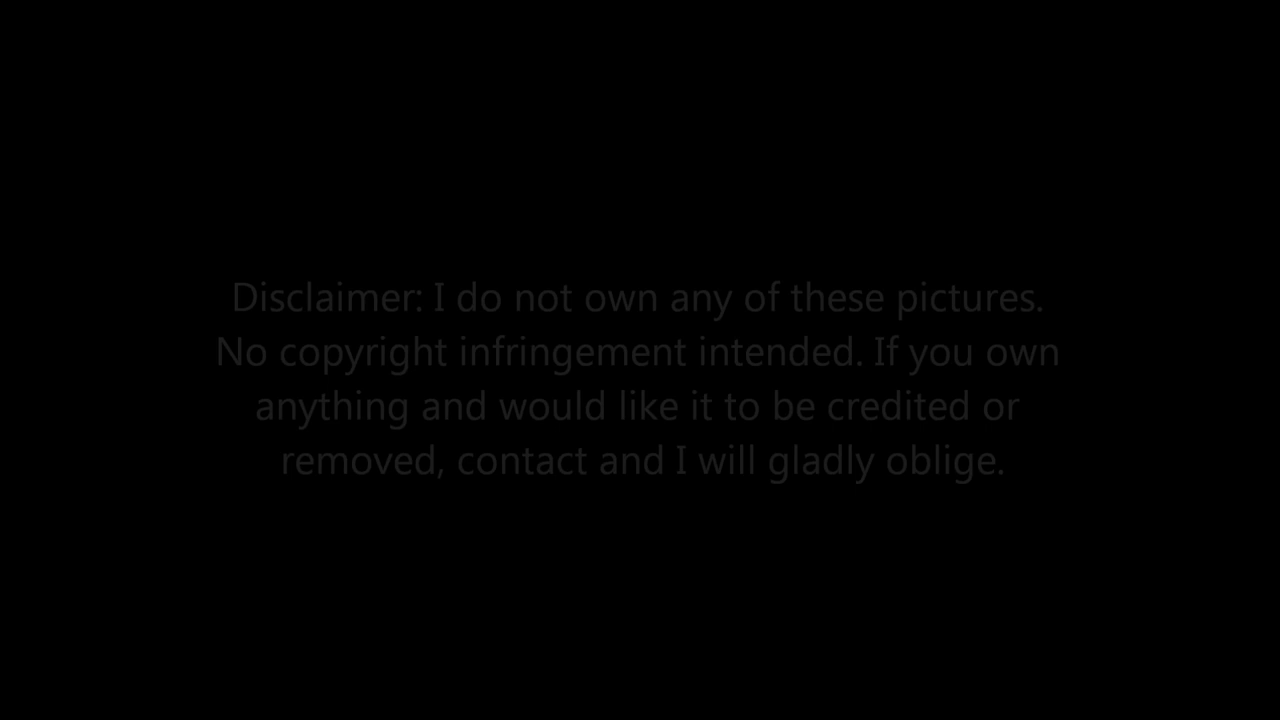 Disclaimer: I do not own any of these pictures.
No copyright infringement intended. If you own
anything and would like it to be credited or
removed, contact and I will gladly oblige.